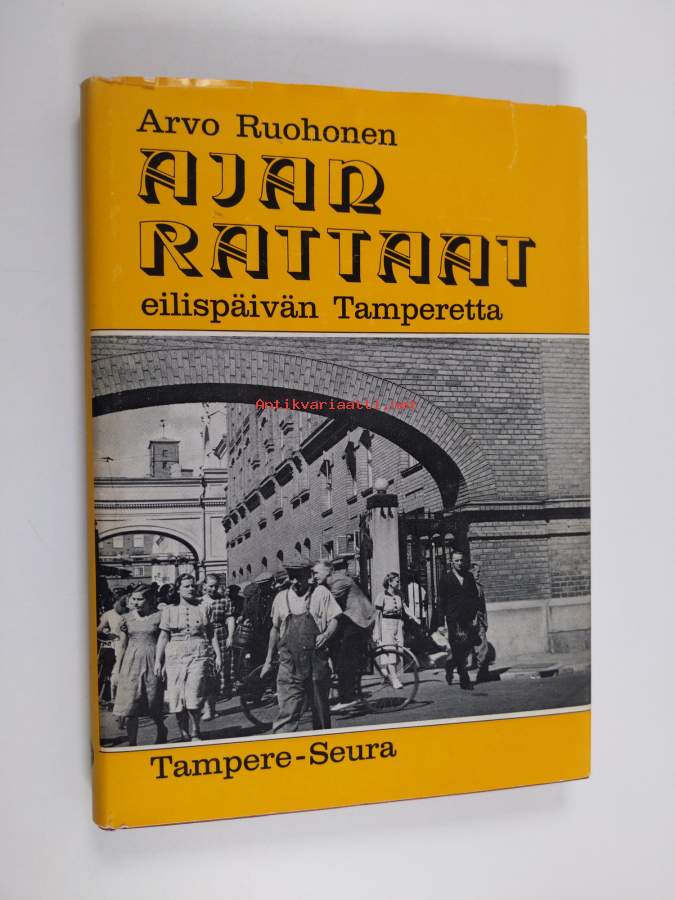 Arvo Ruohonen
AJAN
RATTAAT
eilispäivän Tamperetta
Antikvariaatti.net
Tampere-Seura